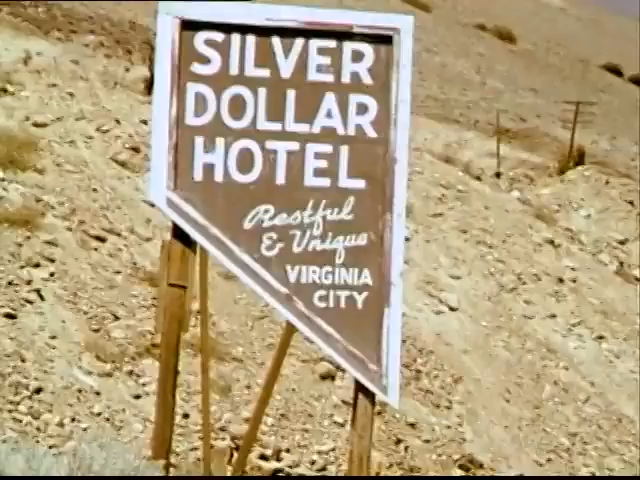 SILVER
DOLLAR
HOTEL
Restful
& Unique
VIRGINIA
CITY